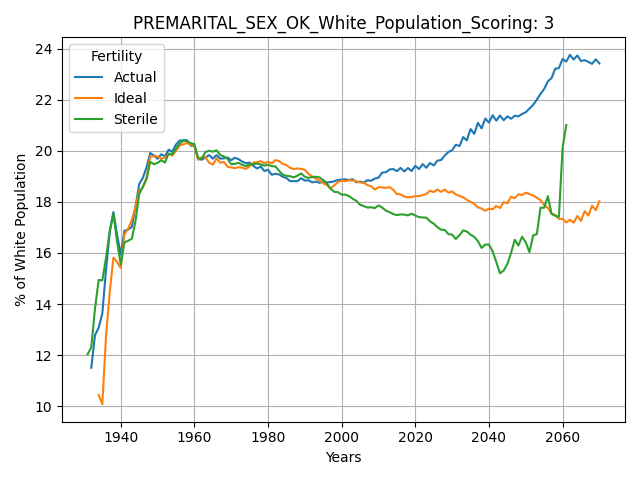 PREMARITAL_SEX_OK_White_Population_Scoring: 3
Fertility
Actual
Ideal
Sterile
% of White Population
24
22
20
18
16
14
12
10
1940 1960 1980 2000 2020 2040 2060
Years